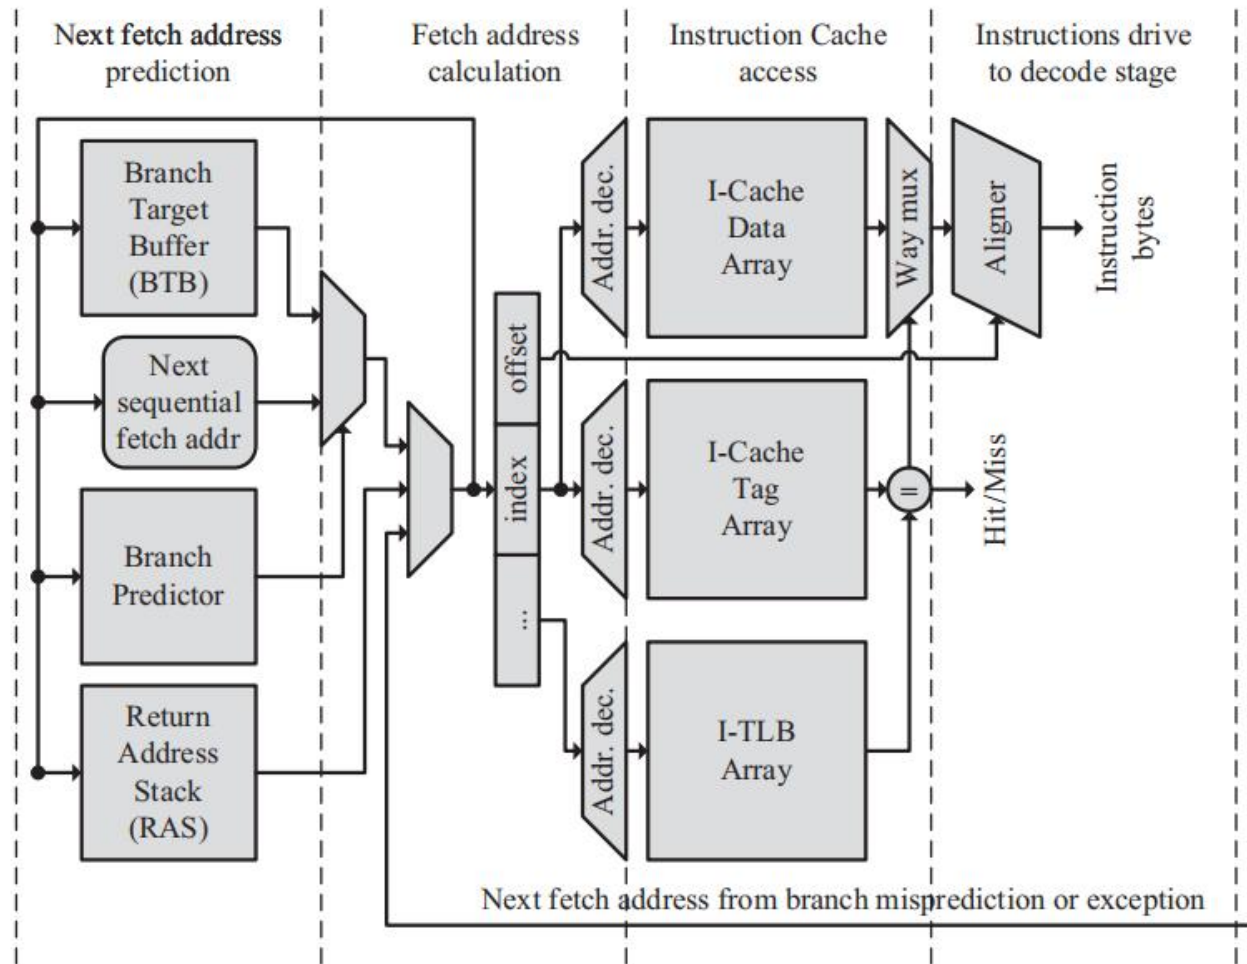 Next fetch address
prediction
Fetch address
calculation
Instruction Cache
access
Instructions drive
to decode stage
Branch
Target
Buffer
(BTB)
Next
sequential
fetch addr
Branch
Predictor
Return
Address
Stack
(RAS)
offset
index
...
Addr. dec.
I-Cache
Data
Array
Way mux
Aligner
Instruction
bytes
Addr. dec.
I-Cache
Tag
Array
=
Hit/Miss
Addr. dec.
I-TLB
Array
Next fetch address from branch misprediction or exception